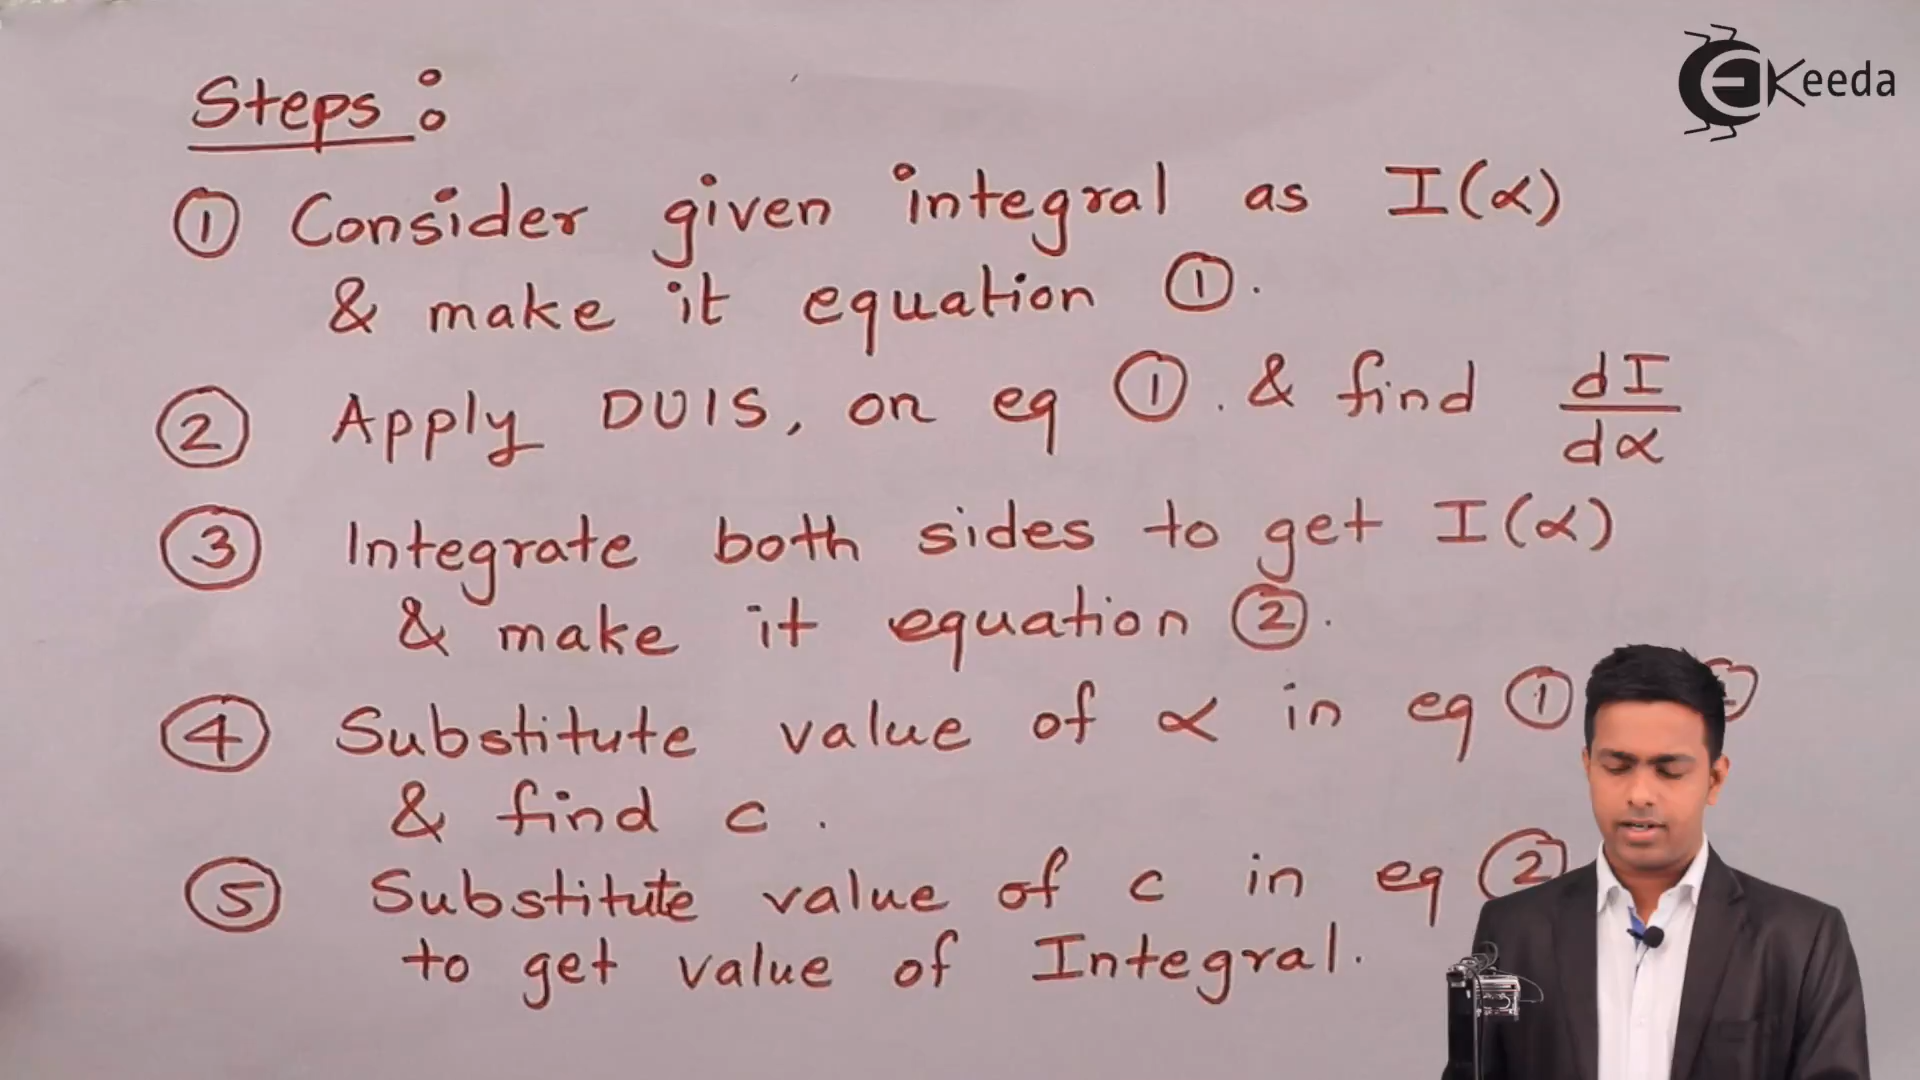 EKeeda
Steps :
① Consider given integral as I(α)
& make it equation ①.
② Apply DUIS, on eq ①. & find dI/dα
③ Integrate both sides to get I(α)
& make it equation ②.
④ Substitute value of α in eq ①
& find c.
⑤ Substitute value of c in eq ②
to get value of Integral.